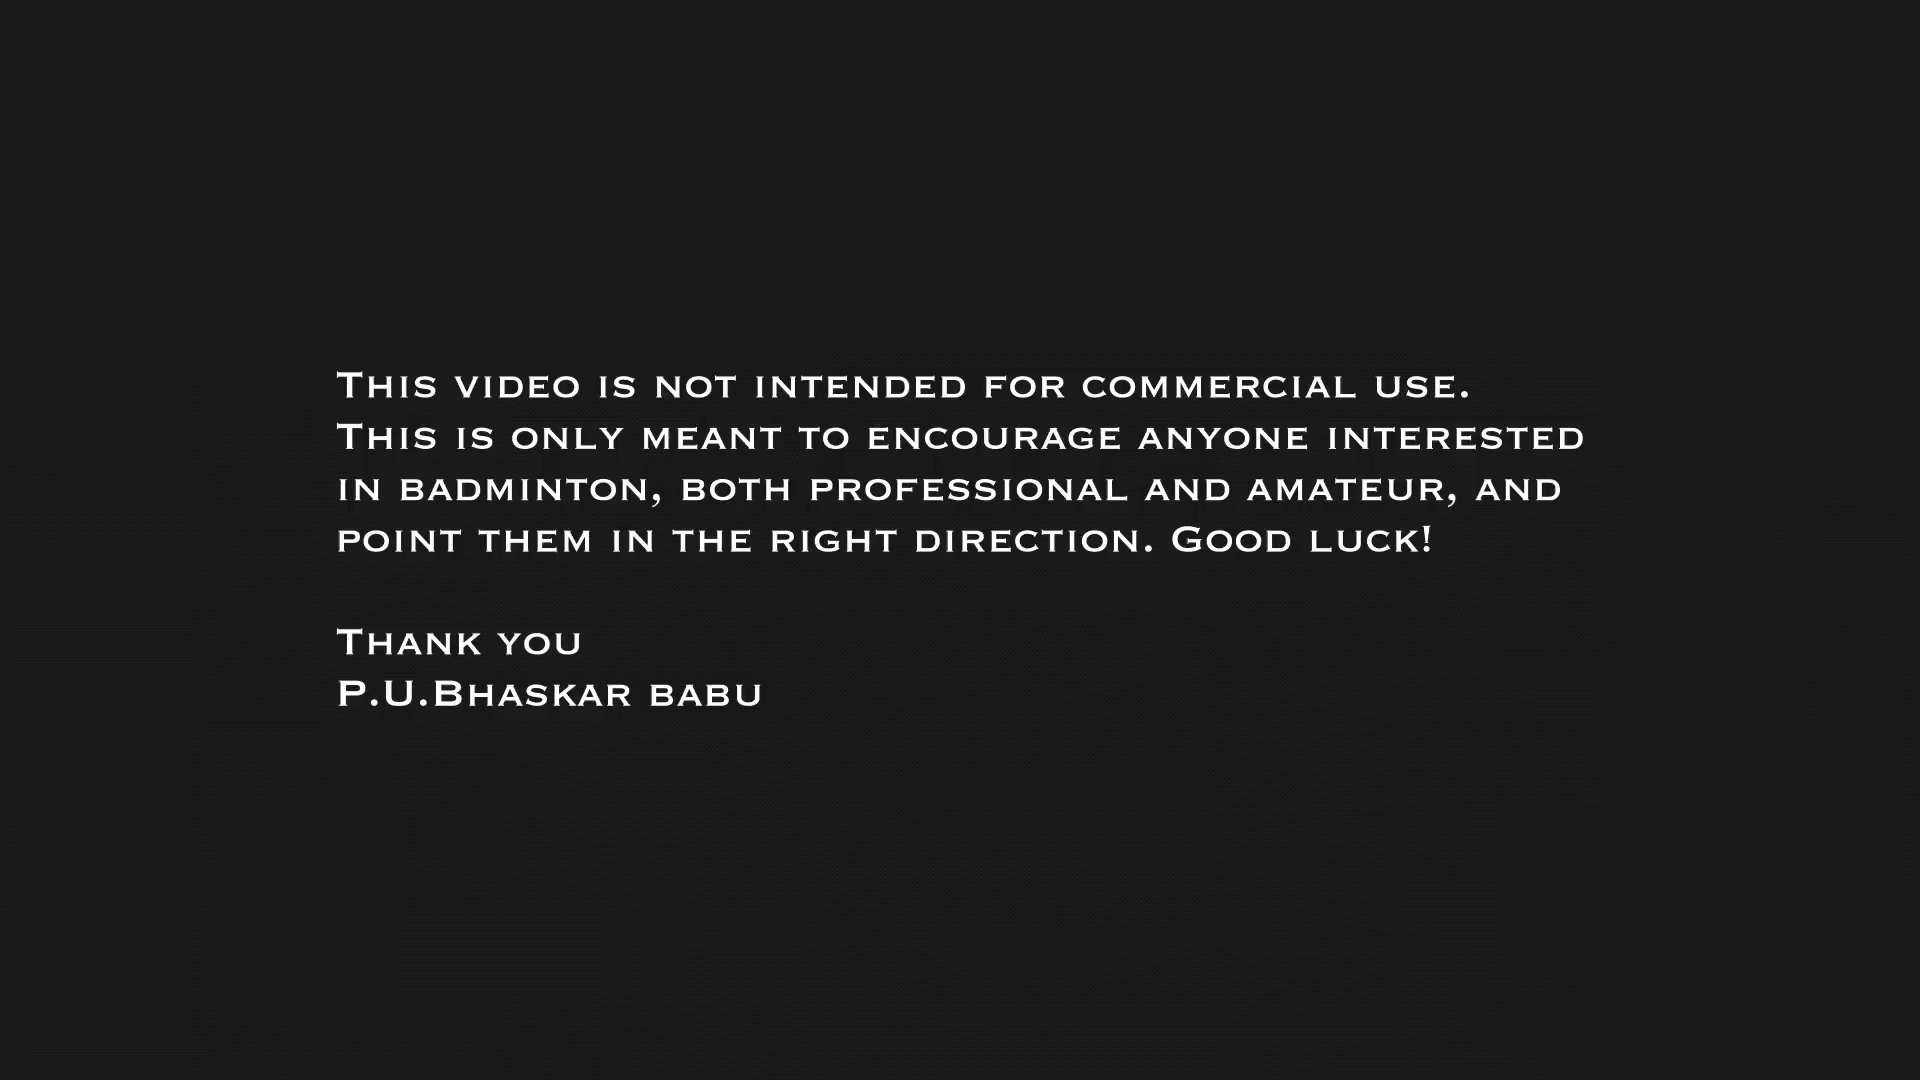 This video is not intended for commercial use.
This is only meant to encourage anyone interested
in badminton, both professional and amateur, and
point them in the right direction. Good luck!
Thank you
P.U.Bhaskar babu